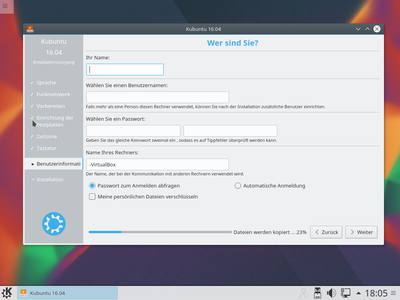 Kubuntu 16.04
Kubuntu
16.04
Installationsvorgang
Sprache
Funknetzwerk
Vorbereiten
Einrichtung der
Zeitzone
Tastatur
Benutzerinformati
Installation
Wer sind Sie?
Ihr Name:
Wählen Sie einen Benutzernamen:
Falls mehr als eine Person diesen Rechner verwendet, können Sie nach der Installation zusätzliche Benutzer einrichten.
Wählen Sie ein Passwort:
Geben Sie das gleiche Kennwort zweimal ein , sodass es auf Tippfehler überprüft werden kann.
Name Ihres Rechners:
-VirtualBox
Der Name, der bei der Kommunikation mit anderen Rechnern verwendet wird.
Passwort zum Anmelden abfragen
Automatische Anmeldung
Meine persönlichen Dateien verschlüsseln
Dateien werden kopiert ... 23%
Zurück
Weiter
Kubuntu 16.04
18:05